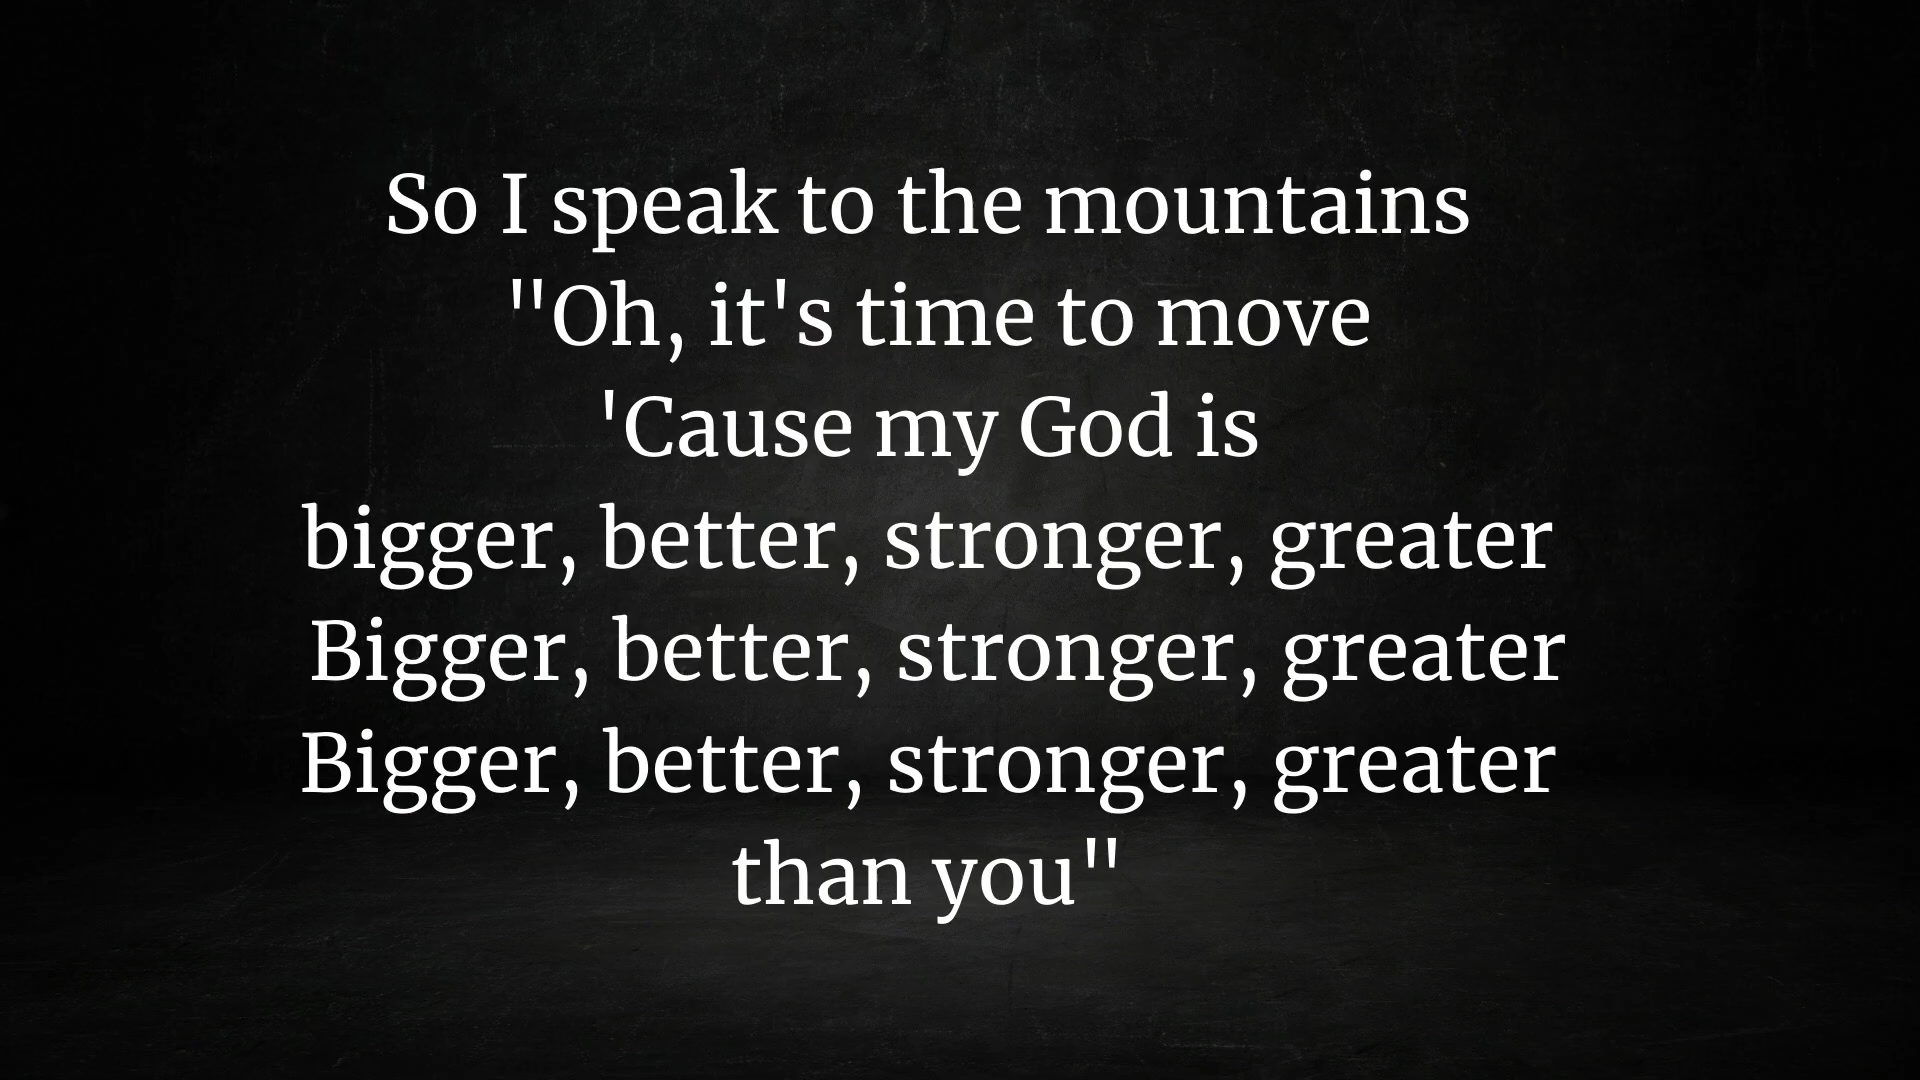 So I speak to the mountains
"Oh, it's time to move
'Cause my God is
bigger, better, stronger, greater
Bigger, better, stronger, greater
Bigger, better, stronger, greater
than you"